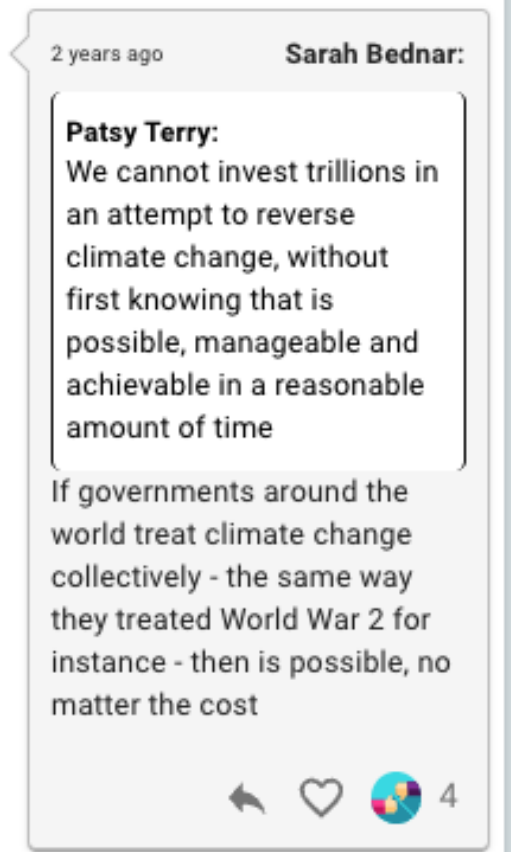 2 years ago Sarah Bednar:
Patsy Terry:
We cannot invest trillions in
an attempt to reverse
climate change, without
first knowing that is
possible, manageable and
achievable in a reasonable
amount of time
If governments around the
world treat climate change
collectively - the same way
they treated World War 2 for
instance - then is possible, no
matter the cost
4